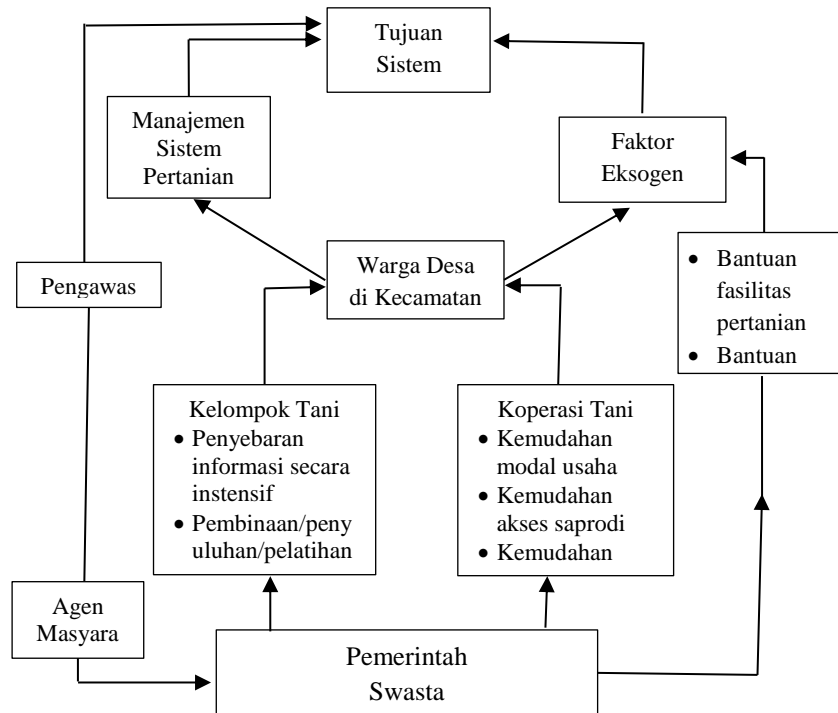 Tujuan
Sistem
Manajemen
Sistem
Pertanian
Faktor
Eksogen
Warga Desa
di Kecamatan
Pengawas
• Bantuan
fasilitas
pertanian
• Bantuan
Kelompok Tani
• Penyebaran
informasi secara
instensif
• Pembinaan/peny
uluhan/pelatihan
Koperasi Tani
• Kemudahan
modal usaha
• Kemudahan
akses saprodi
• Kemudahan
Agen
Masyara
Pemerintah
Swasta